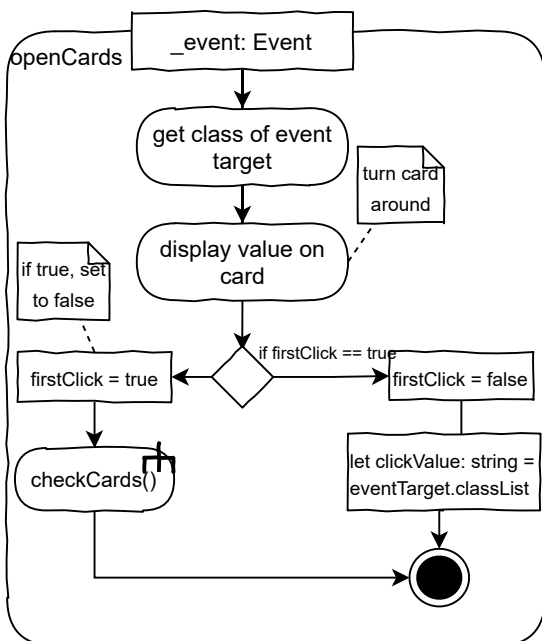 openCards
_event: Event
get class of event
target
turn card
around
display value on
card
if true, set
to false
if firstClick == true
firstClick = true
firstClick = false
checkCards()
let clickValue: string =
eventTarget.classList